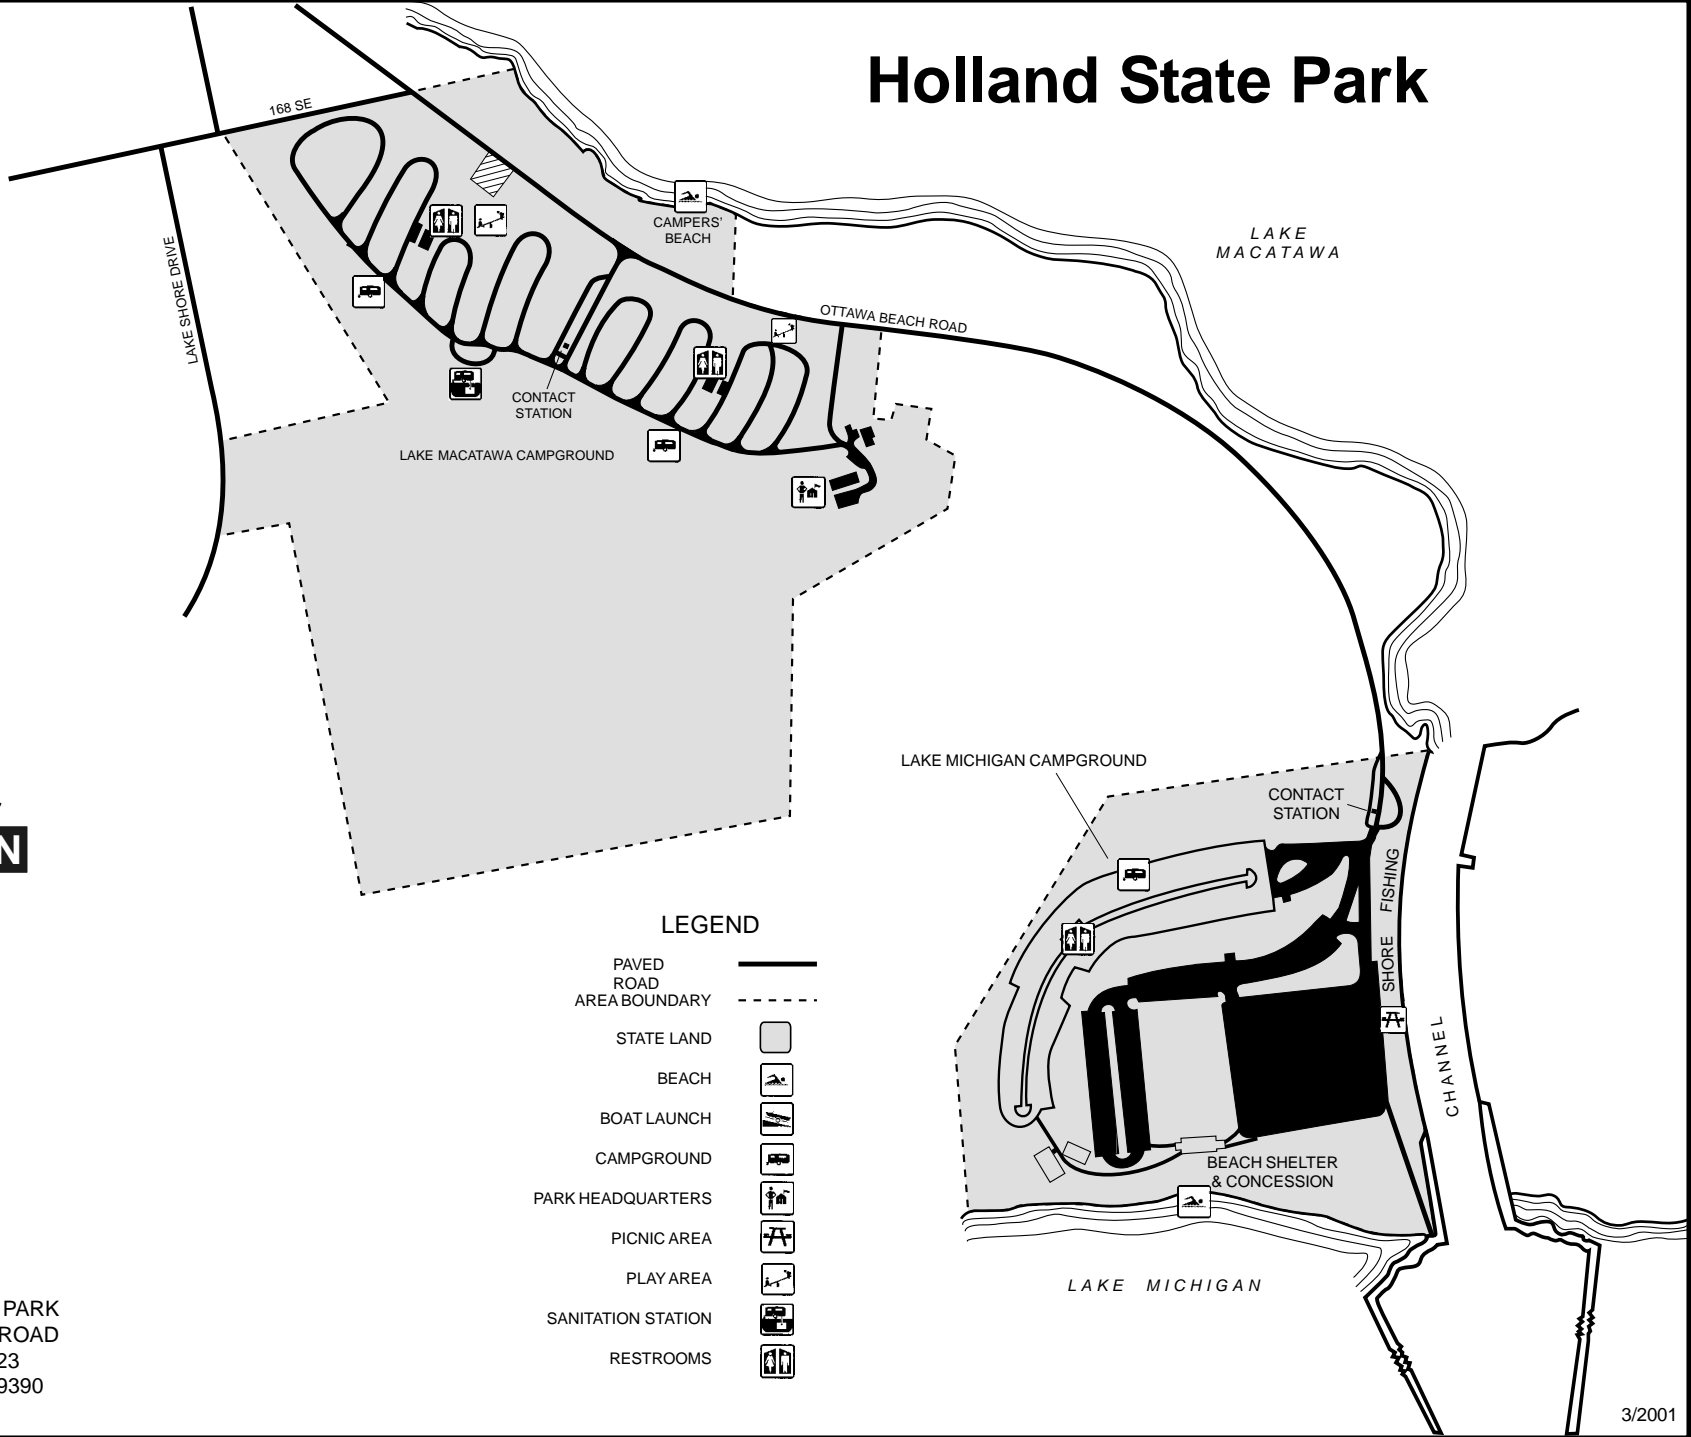 Holland State Park
168 SE
LAKE SHORE DRIVE
CAMPERS'
BEACH
LAKE
MACATAWA
OTTAWA BEACH ROAD
CONTACT
STATION
LAKE MACATAWA CAMPGROUND
LAKE MICHIGAN CAMPGROUND
CONTACT
STATION
SHORE FISHING
CHANNEL
BEACH SHELTER
& CONCESSION
LAKE MICHIGAN
LEGEND
PAVED
ROAD
AREA BOUNDARY
STATE LAND
BEACH
BOAT LAUNCH
CAMPGROUND
PARK HEADQUARTERS
PICNIC AREA
PLAY AREA
SANITATION STATION
RESTROOMS
N
PARK
ROAD
23
9390
3/2001